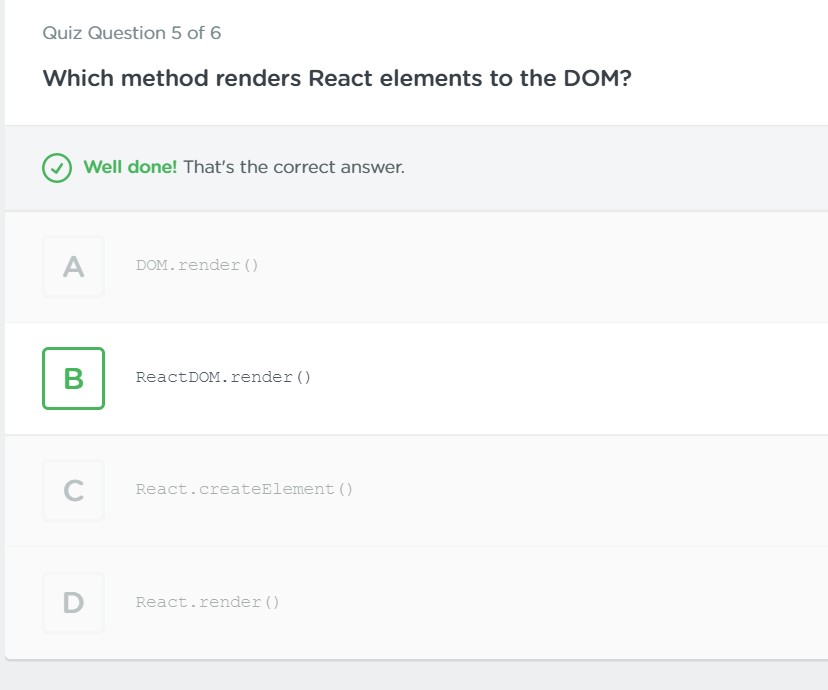 Quiz Question 5 of 6
Which method renders React elements to the DOM?
Well done! That's the correct answer.
A
DOM.render()
B
ReactDOM.render()
C
React.createElement()
D
React.render()